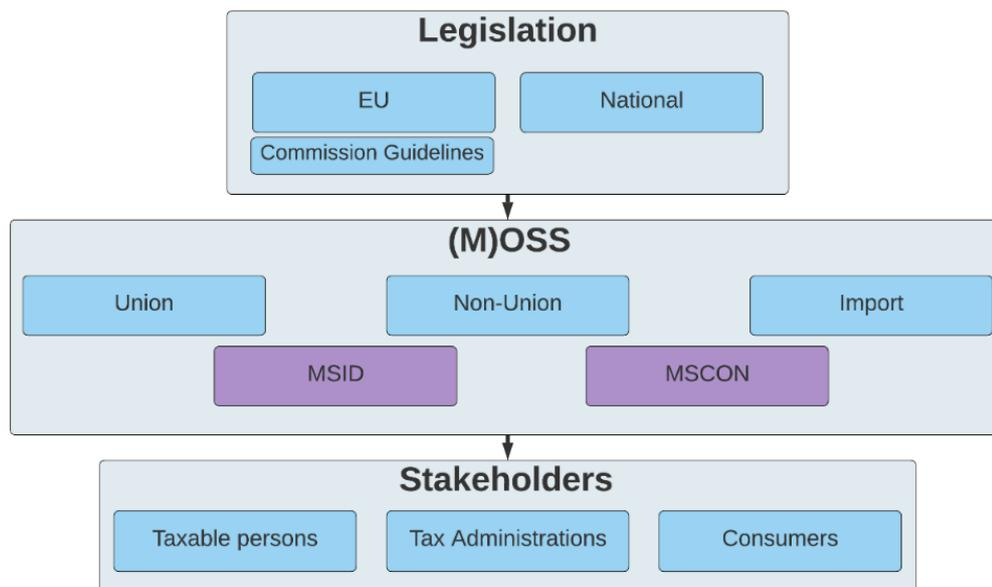 Legislation
EU
National
Commission Guidelines
(M)OSS
Union
Non-Union
Import
MSID
MSCON
Stakeholders
Taxable persons
Tax Administrations
Consumers